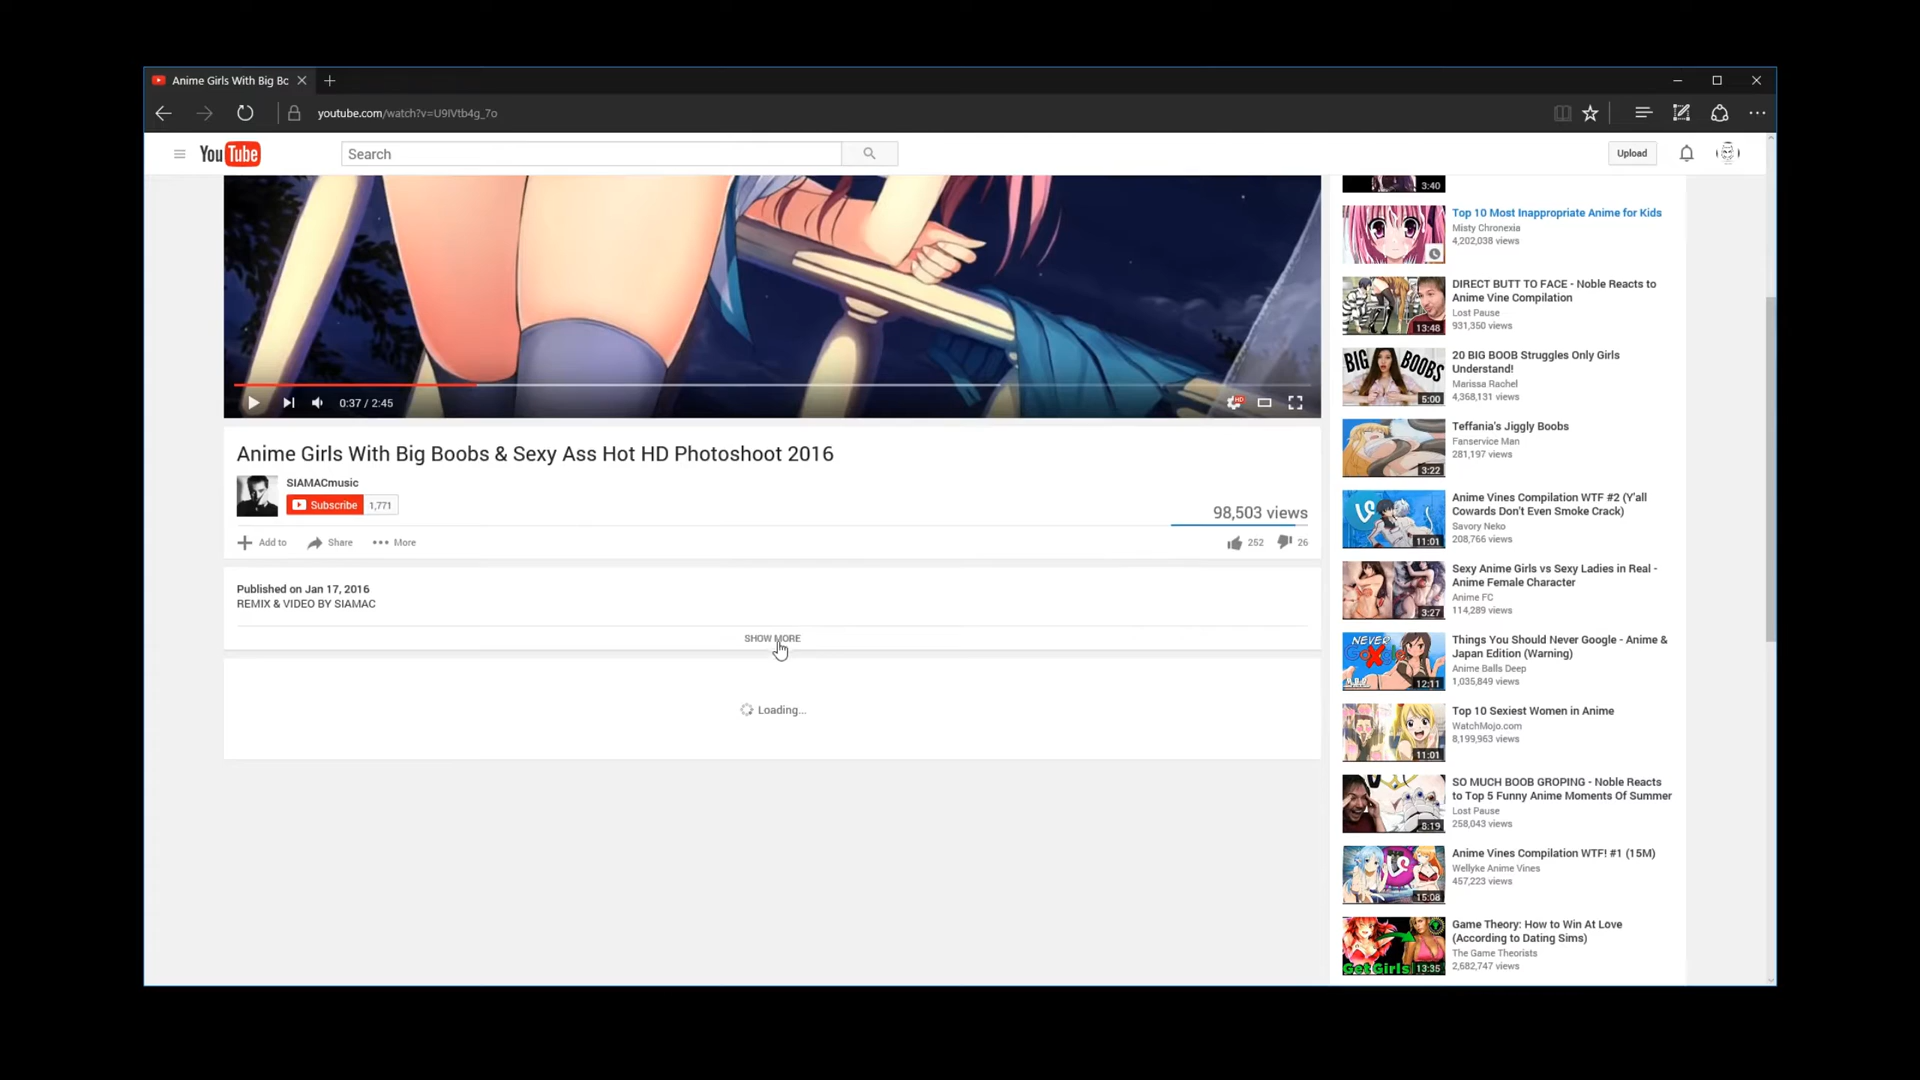 Anime Girls With Big Bc
youtube.com/watch?v=U9IVtb4g_7o
YouTube
Search
Upload
0:37 / 2:45
HD
Anime Girls With Big Boobs & Sexy Ass Hot HD Photoshoot 2016
SIAMACmusic
Subscribe 1,771
98,503 views
Add to Share More
252 26
Published on Jan 17, 2016
REMIX & VIDEO BY SIAMAC
SHOW MORE
Loading...
3:40
Top 10 Most Inappropriate Anime for Kids
Misty Chronexia
4,202,038 views
DIRECT BUTT TO FACE - Noble Reacts to
Anime Vine Compilation
Lost Pause
931,350 views
13:48
BIG BOOBS
20 BIG BOOB Struggles Only Girls
Understand!
Marissa Rachel
4,368,131 views
5:00
Teffania's Jiggly Boobs
Fanservice Man
281,197 views
3:22
Anime Vines Compilation WTF #2 (Y'all
Cowards Don't Even Smoke Crack)
Savory Neko
208,766 views
11:01
Sexy Anime Girls vs Sexy Ladies in Real -
Anime Female Character
Anime FC
114,289 views
3:27
NEVER
GOOGLE
Things You Should Never Google - Anime &
Japan Edition (Warning)
Anime Balls Deep
1,035,849 views
12:11
Top 10 Sexiest Women in Anime
WatchMojo.com
8,199,963 views
11:01
SO MUCH BOOB GROPING - Noble Reacts
to Top 5 Funny Anime Moments Of Summer
Lost Pause
258,043 views
8:19
Anime Vines Compilation WTF! #1 (15M)
Wellyke Anime Vines
457,223 views
15:08
Game Theory: How to Win At Love
(According to Dating Sims)
The Game Theorists
2,682,747 views
Get Girls 13:35